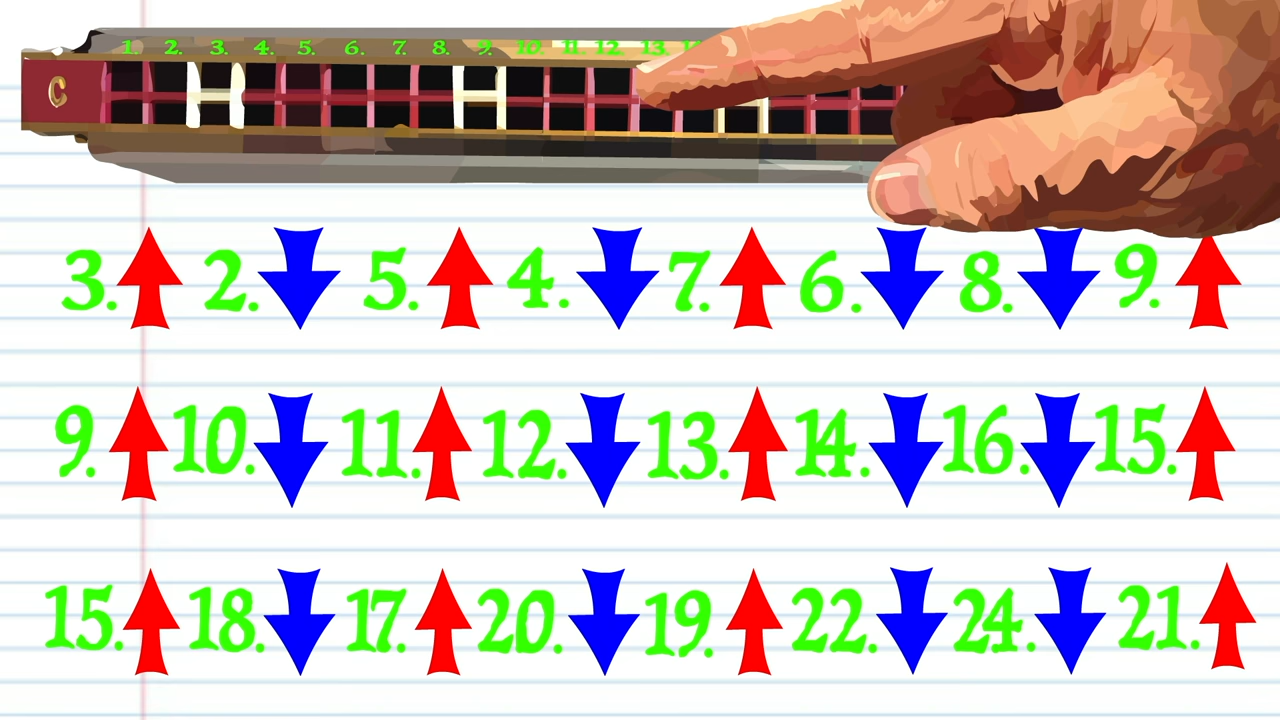 1. 2. 3. 4. 5. 6. 7. 8. 9. 10. 11. 12. 13.
C
3. 2. 5. 4. 7. 6. 8. 9.
9. 10. 11. 12. 13. 14. 16. 15.
15. 18. 17. 20. 19. 22. 24. 21.